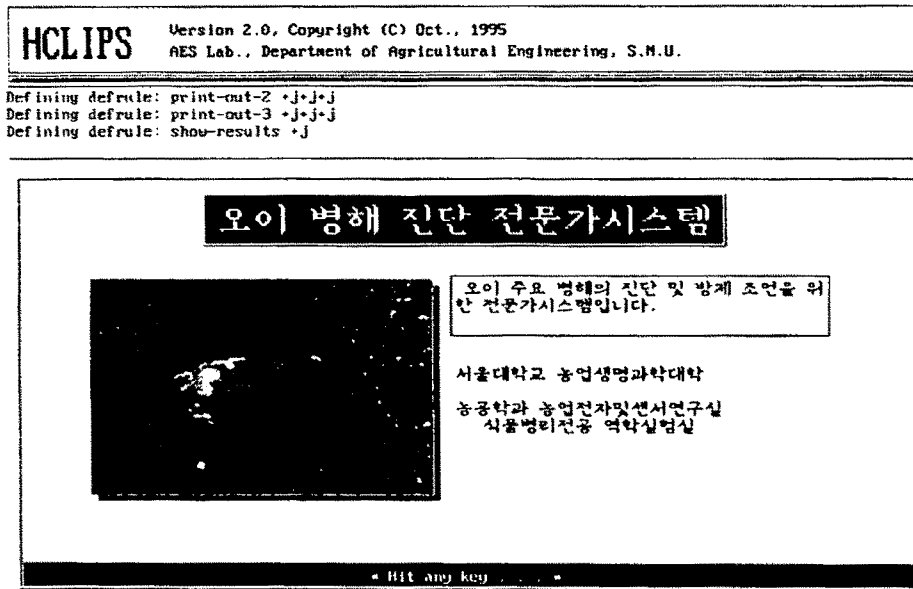 HCLIPS
Version 2.0, Copyright (C) Oct., 1995
AES Lab., Department of Agricultural Engineering, S.N.U.
Defining defrule: print-out-2 +j+j+j
Defining defrule: print-out-3 +j+j+j
Defining defrule: show-results +j
오이 병해 진단 전문가시스템
오이 주요 병해의 진단 및 방제 조언을 위
한 전문가시스템입니다.
서울대학교 농업생명과학대학
농공학과 농업전자및센서연구실
식물병리전공 역학실험실
* Hit any key . . . *